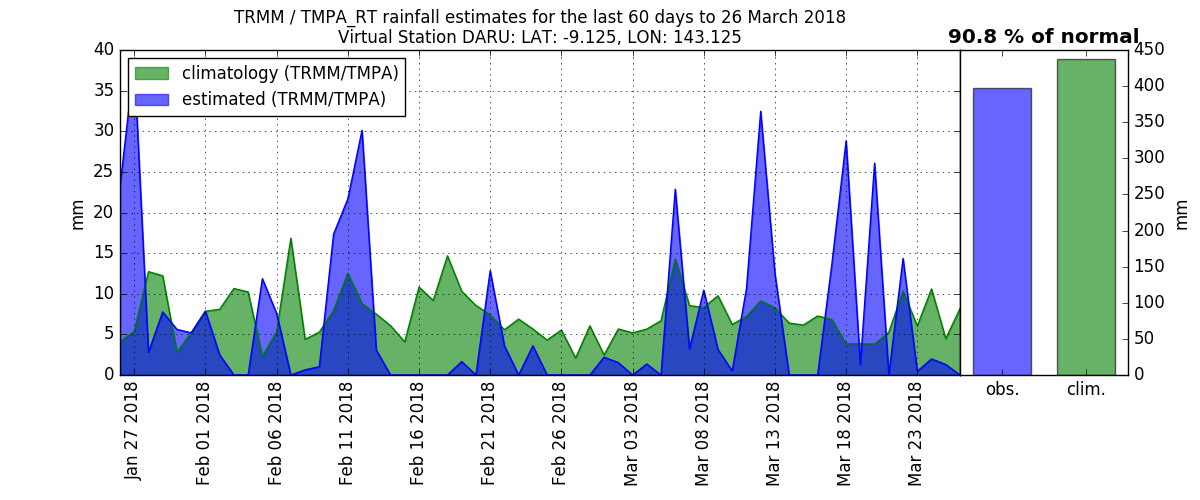 TRMM / TMPA_RT rainfall estimates for the last 60 days to 26 March 2018
Virtual Station DARU: LAT: -9.125, LON: 143.125
90.8 % of normal
climatology (TRMM/TMPA)
estimated (TRMM/TMPA)
mm
40
35
30
25
20
15
10
5
0
Jan 27 2018
Feb 01 2018
Feb 06 2018
Feb 11 2018
Feb 16 2018
Feb 21 2018
Feb 26 2018
Mar 03 2018
Mar 08 2018
Mar 13 2018
Mar 18 2018
Mar 23 2018
obs.
clim.
450
400
350
300
250
200
150
100
50
0
mm